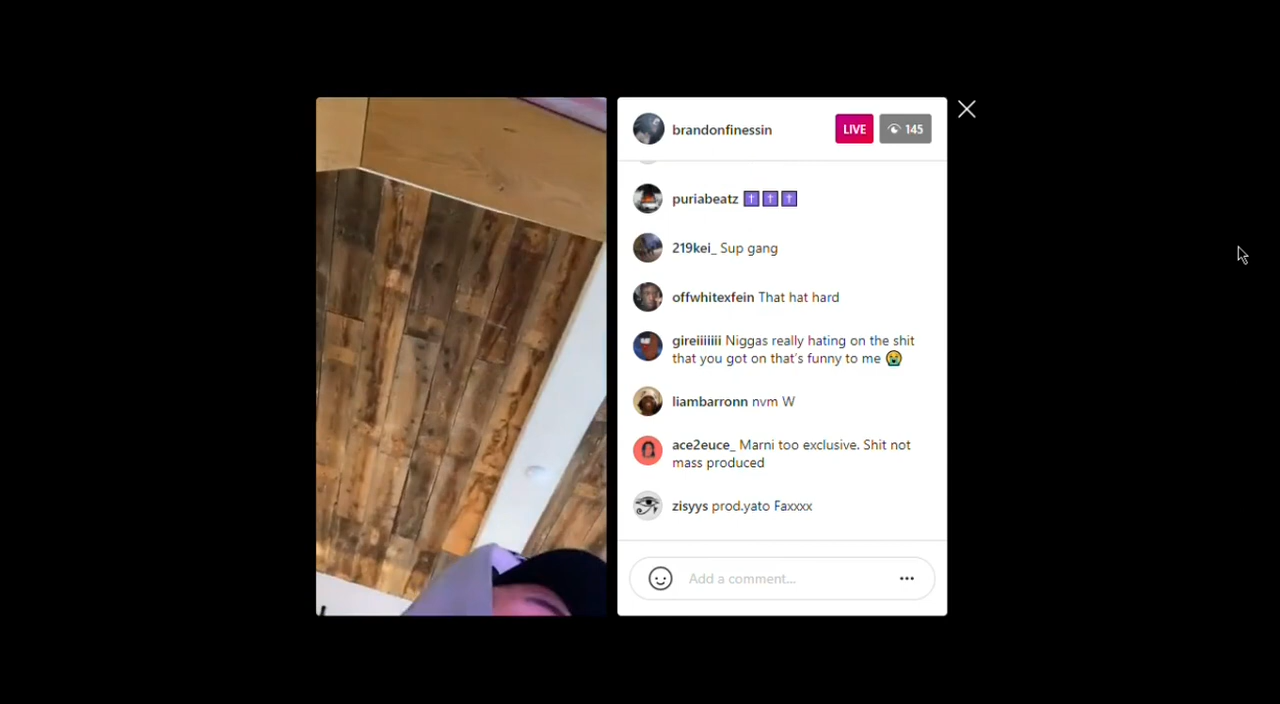 brandonfinessin LIVE 145
puriabeatz ✝️✝️✝️
219kei_ Sup gang
offwhitexfein That hat hard
gireiiiiiii Niggas really hating on the shit
that you got on that's funny to me 😭
liambarronn nvm W
ace2euce_ Marni too exclusive. Shit not
mass produced
zisyys prod.yato Faxxxx
Add a comment...